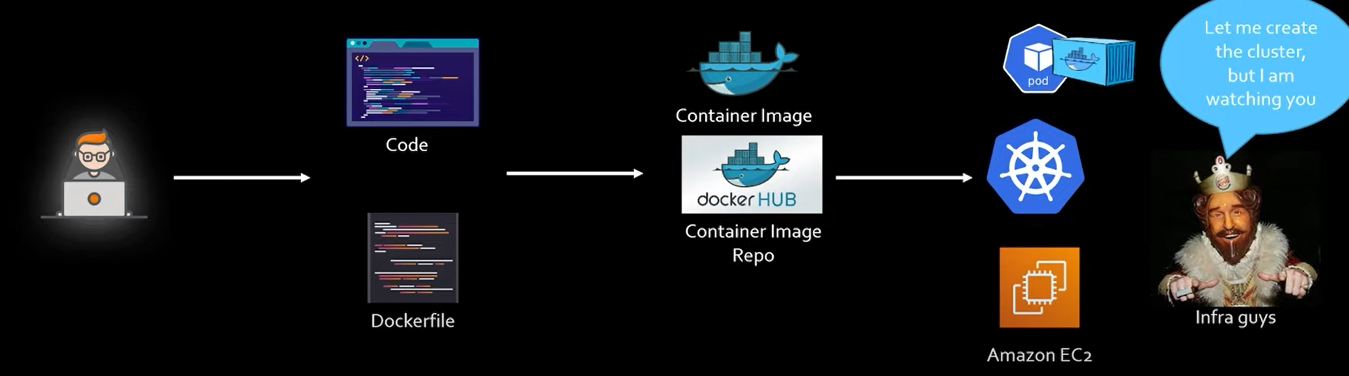 Code
Dockerfile
Container Image
docker HUB
Container Image
Repo
pod
Amazon EC2
Let me create
the cluster,
but I am
watching you
Infra guys